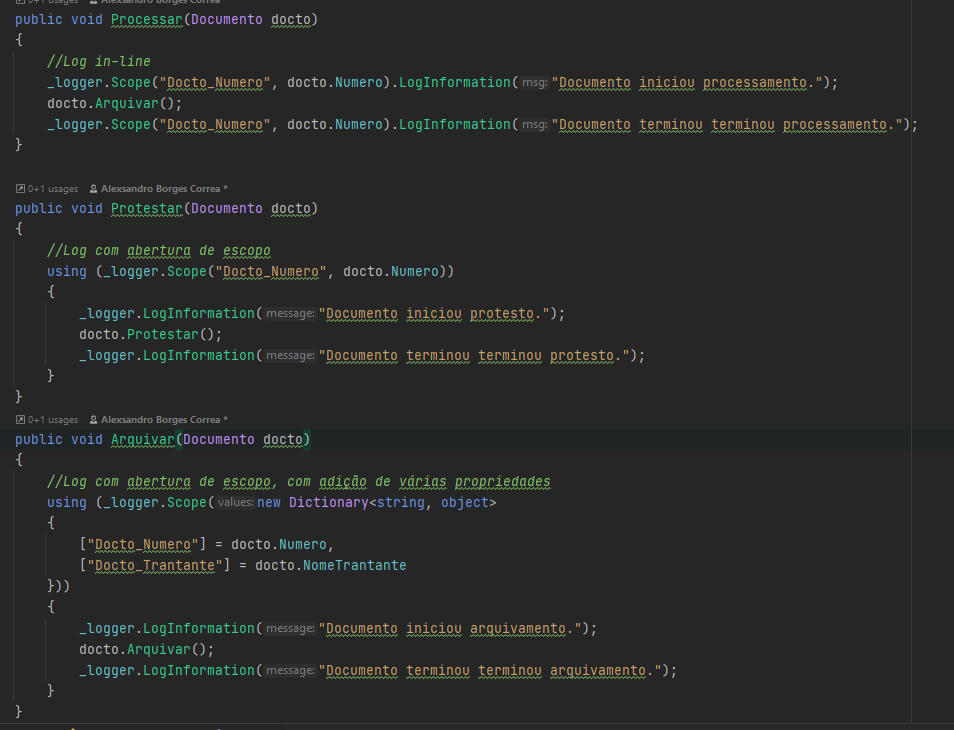 0+1 usages Alexsandro Borges Correa
public void Processar(Documento docto)
{
//Log in-line
_logger.Scope("Docto_Numero", docto.Numero).LogInformation( msg: "Documento iniciou processamento.");
docto.Arquivar();
_logger.Scope("Docto_Numero", docto.Numero).LogInformation( msg: "Documento terminou terminou processamento.");
}
0+1 usages Alexsandro Borges Correa *
public void Protestar(Documento docto)
{
//Log com abertura de escopo
using (_logger.Scope("Docto_Numero", docto.Numero))
{
_logger.LogInformation( message: "Documento iniciou protesto.");
docto.Protestar();
_logger.LogInformation( message: "Documento terminou terminou protesto.");
}
}
0+1 usages Alexsandro Borges Correa *
public void Arquivar(Documento docto)
{
//Log com abertura de escopo, com adição de várias propriedades
using (_logger.Scope( values: new Dictionary<string, object>
{
["Docto_Numero"] = docto.Numero,
["Docto_Trantante"] = docto.NomeTrantante
}))
{
_logger.LogInformation( message: "Documento iniciou arquivamento.");
docto.Arquivar();
_logger.LogInformation( message: "Documento terminou terminou arquivamento.");
}
}